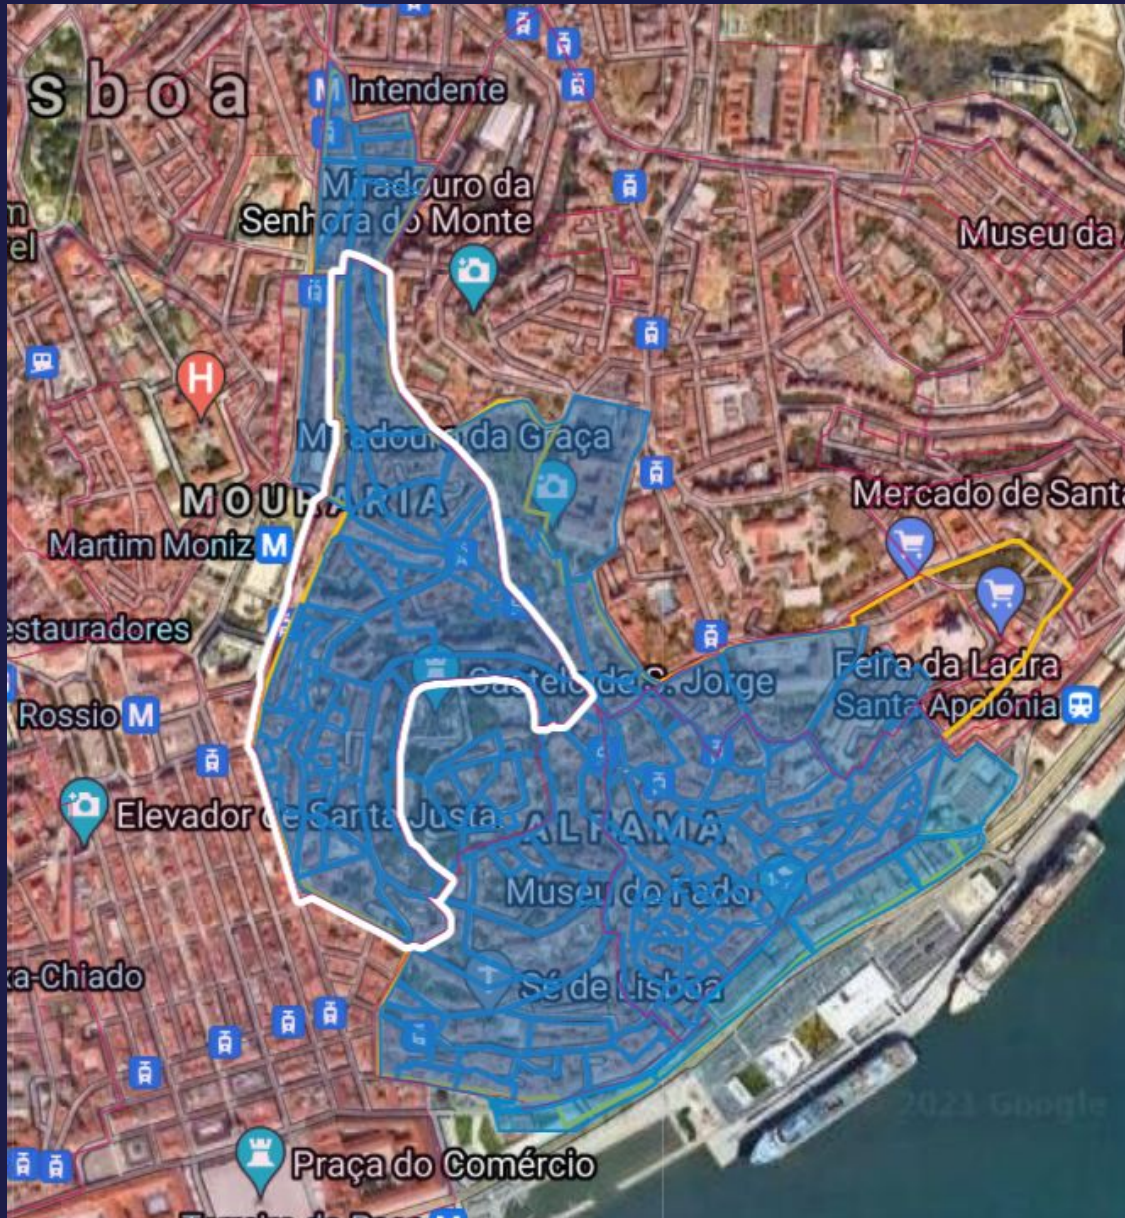 sboa
Intendente
Miradouro da
Senhora do Monte
Museu da
el
H
Miradouro da Graça
MOURARIA
Mercado de Santa
Martim Moniz M
estauradores
Castelo de S. Jorge
Feira da Ladra
Santa Apolónia
Rossio M
Elevador de Santa Justa
ALFAMA
Museu do Fado
xa-Chiado
Sé de Lisboa
2023 Google
Praça do Comércio